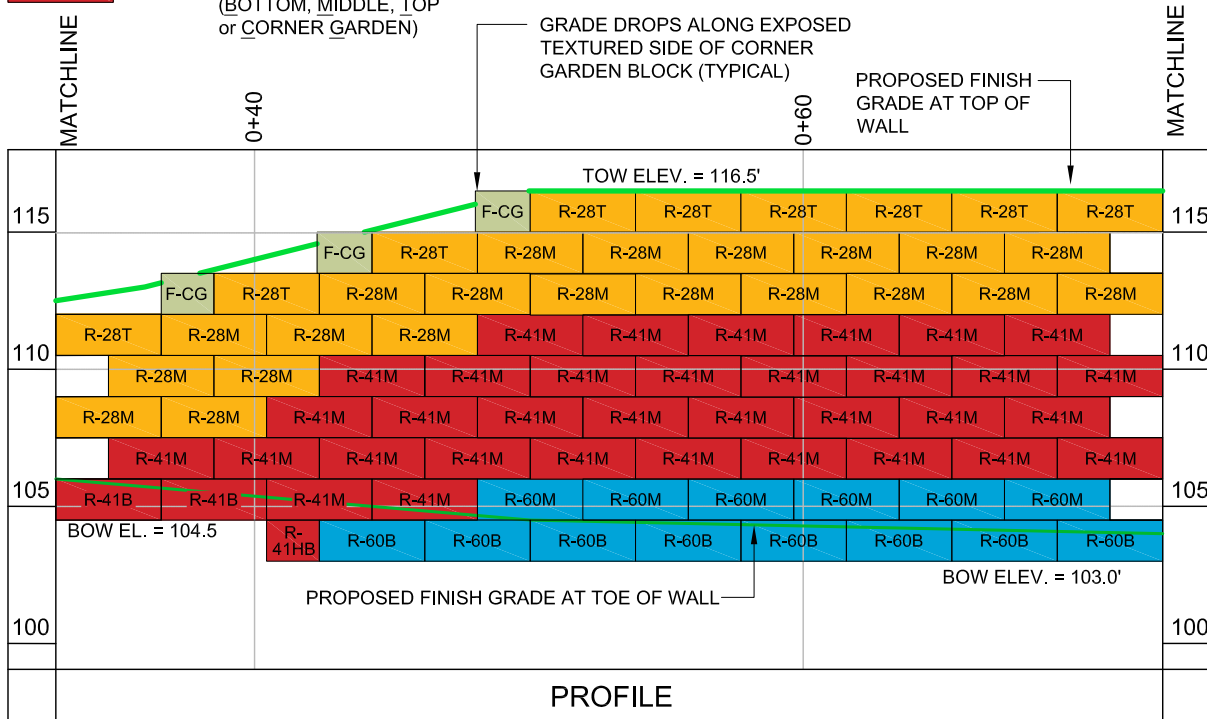 (BOTTOM, MIDDLE, TOP
or CORNER GARDEN)
GRADE DROPS ALONG EXPOSED
TEXTURED SIDE OF CORNER
GARDEN BLOCK (TYPICAL)
PROPOSED FINISH
GRADE AT TOP OF
WALL
MATCHLINE
0+40
0+60
MATCHLINE
TOW ELEV. = 116.5'
115 F-CG R-28T R-28T R-28T R-28T R-28T R-28T 115
F-CG R-28T R-28M R-28M R-28M R-28M R-28M R-28M
F-CG R-28T R-28M R-28M R-28M R-28M R-28M R-28M R-28M R-28M
R-28T R-28M R-28M R-28M R-41M R-41M R-41M R-41M R-41M R-41M
110 R-28M R-28M R-41M R-41M R-41M R-41M R-41M R-41M R-41M R-41M 110
R-28M R-28M R-41M R-41M R-41M R-41M R-41M R-41M R-41M R-41M
R-41M R-41M R-41M R-41M R-41M R-41M R-41M R-41M R-41M R-41M
105 R-41B R-41B R-41M R-41M R-60M R-60M R-60M R-60M R-60M R-60M 105
BOW EL. = 104.5
R-
41HB R-60B R-60B R-60B R-60B R-60B R-60B R-60B R-60B
BOW ELEV. = 103.0'
PROPOSED FINISH GRADE AT TOE OF WALL
100 100
PROFILE